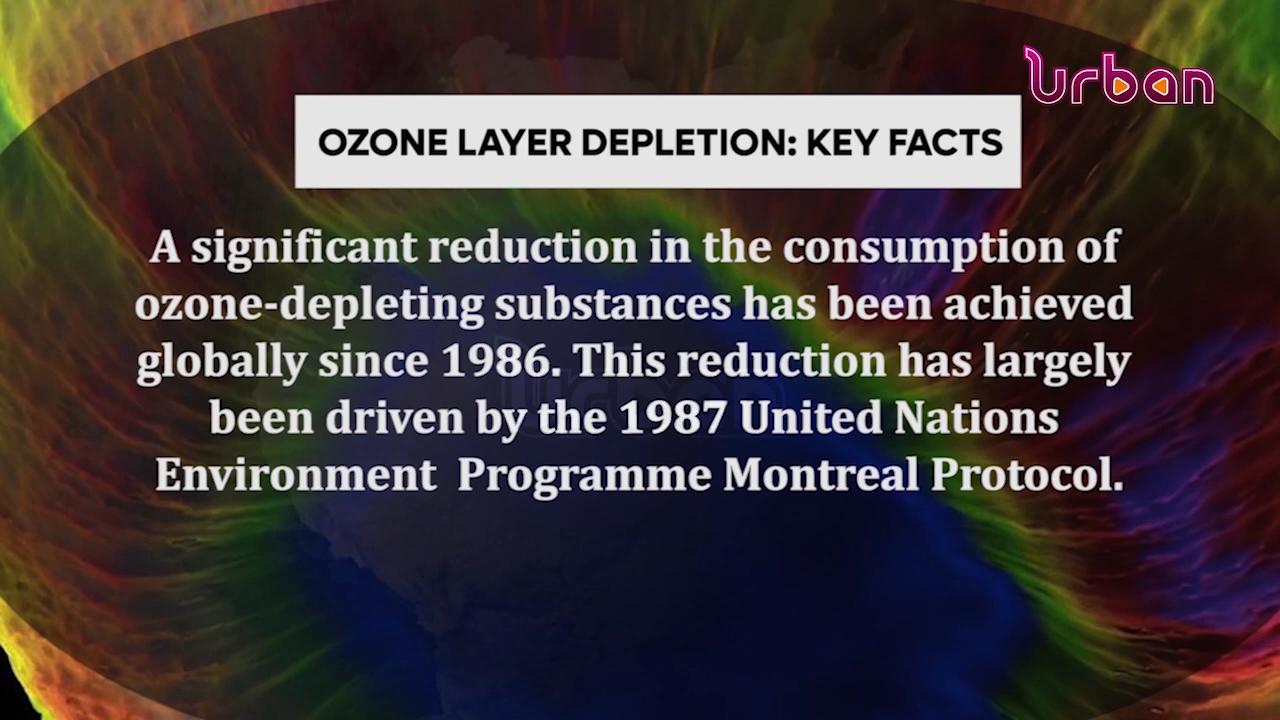 Urban
OZONE LAYER DEPLETION: KEY FACTS
A significant reduction in the consumption of
ozone-depleting substances has been achieved
globally since 1986. This reduction has largely
been driven by the 1987 United Nations
Environment  Programme Montreal Protocol.